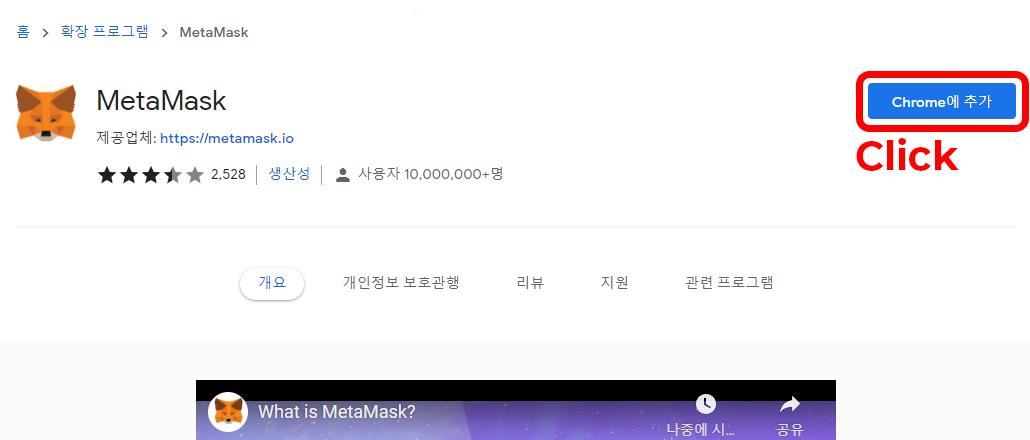 홈 > 확장 프로그램 > MetaMask
MetaMask
Chrome에 추가
제공업체: https://metamask.io
Click
2,528 생산성 사용자 10,000,000+명
개요 개인정보 보호관행 리뷰 지원 관련 프로그램
What is MetaMask?
나중에 시... 공유